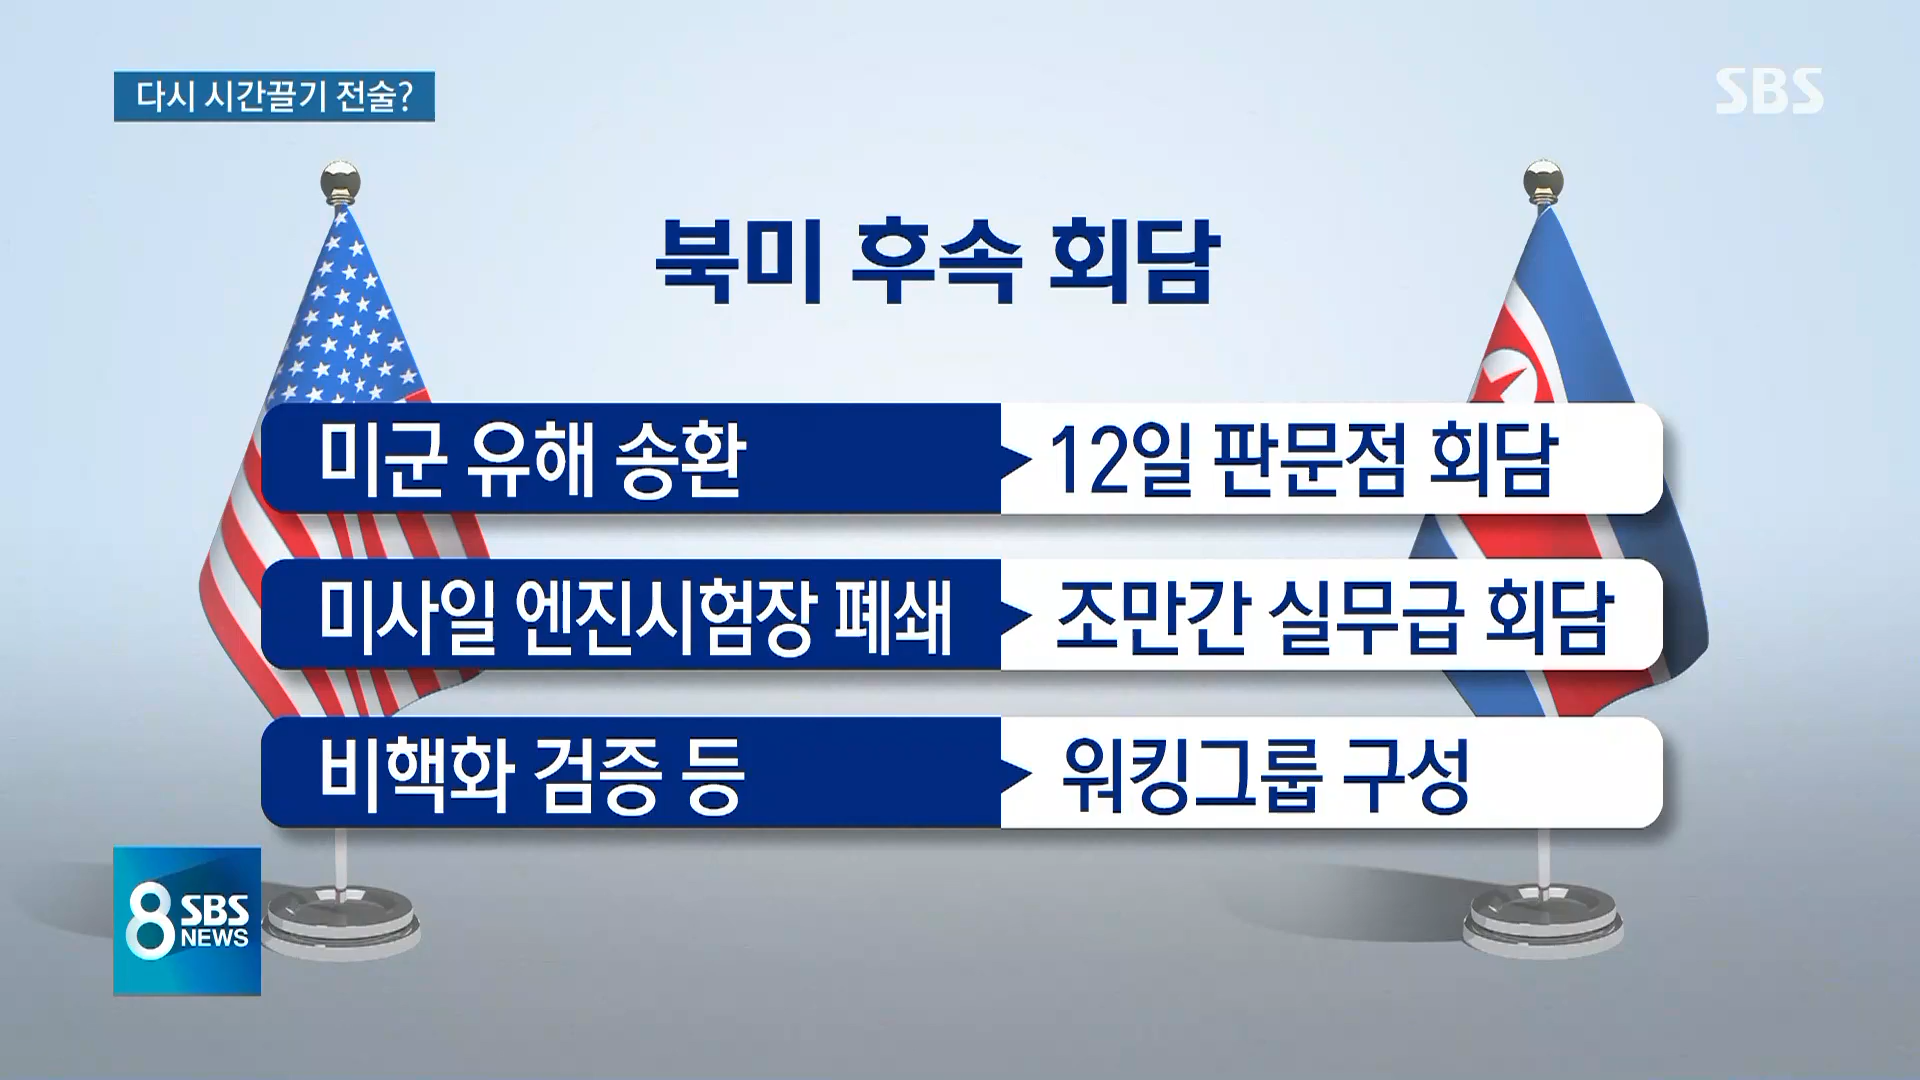 다시 시간끌기 전술?
SBS
북미 후속 회담
미군 유해 송환
12일 판문점 회담
미사일 엔진시험장 폐쇄
조만간 실무급 회담
비핵화 검증 등
워킹그룹 구성
8 SBS
NEWS